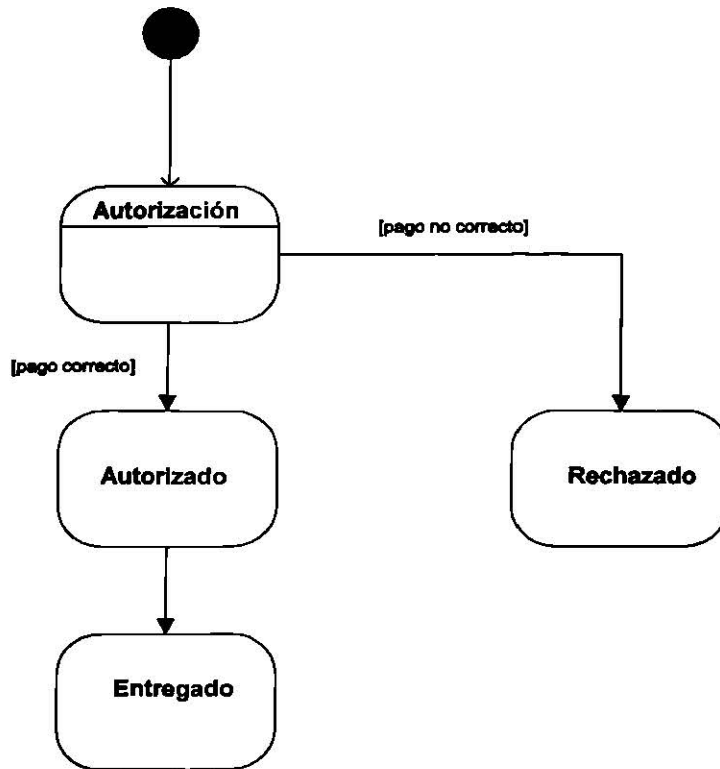 Autorización
[pago no correcto]
[pago correcto]
Autorizado
Rechazado
Entregado